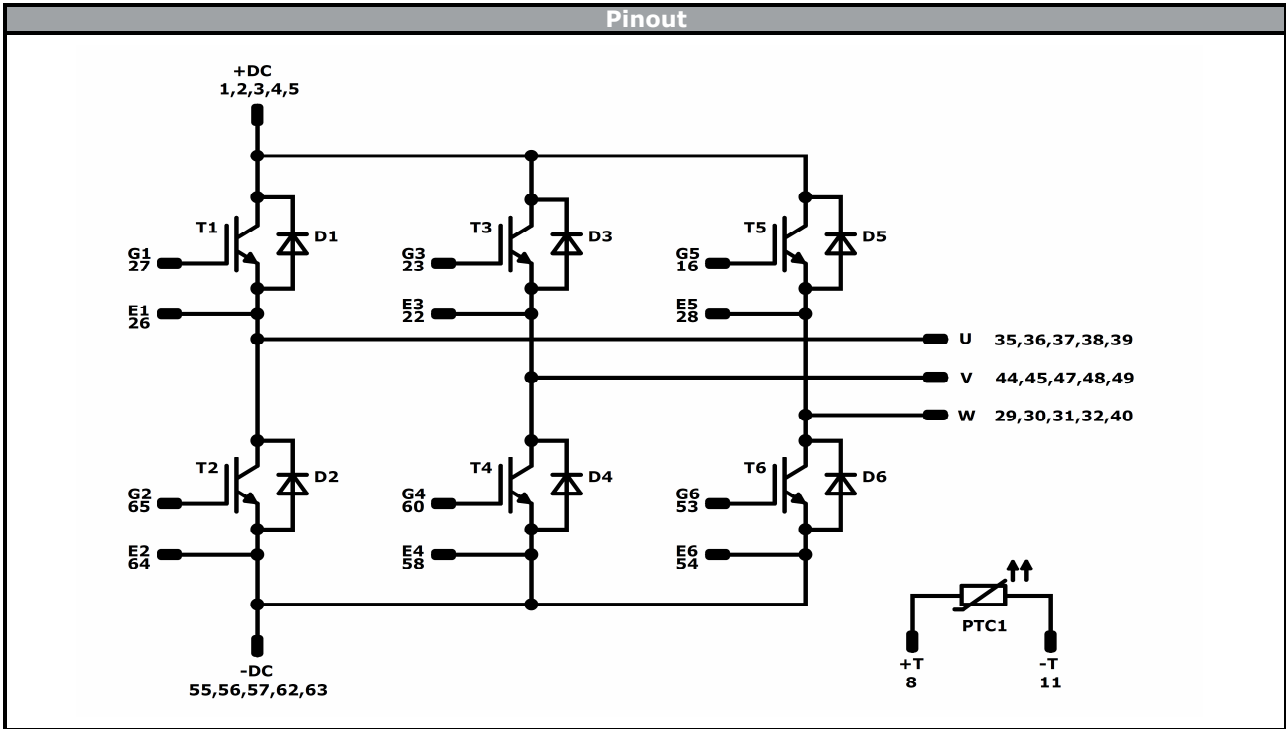 Pinout
+DC
1,2,3,4,5
T1
D1
G1
27
E1
26
T3
D3
G3
23
E3
22
T5
D5
G5
16
E5
28
U 35,36,37,38,39
V 44,45,47,48,49
W 29,30,31,32,40
T2
D2
G2
65
E2
64
T4
D4
G4
60
E4
58
T6
D6
G6
53
E6
54
-DC
55,56,57,62,63
PTC1
+T
8
-T
11